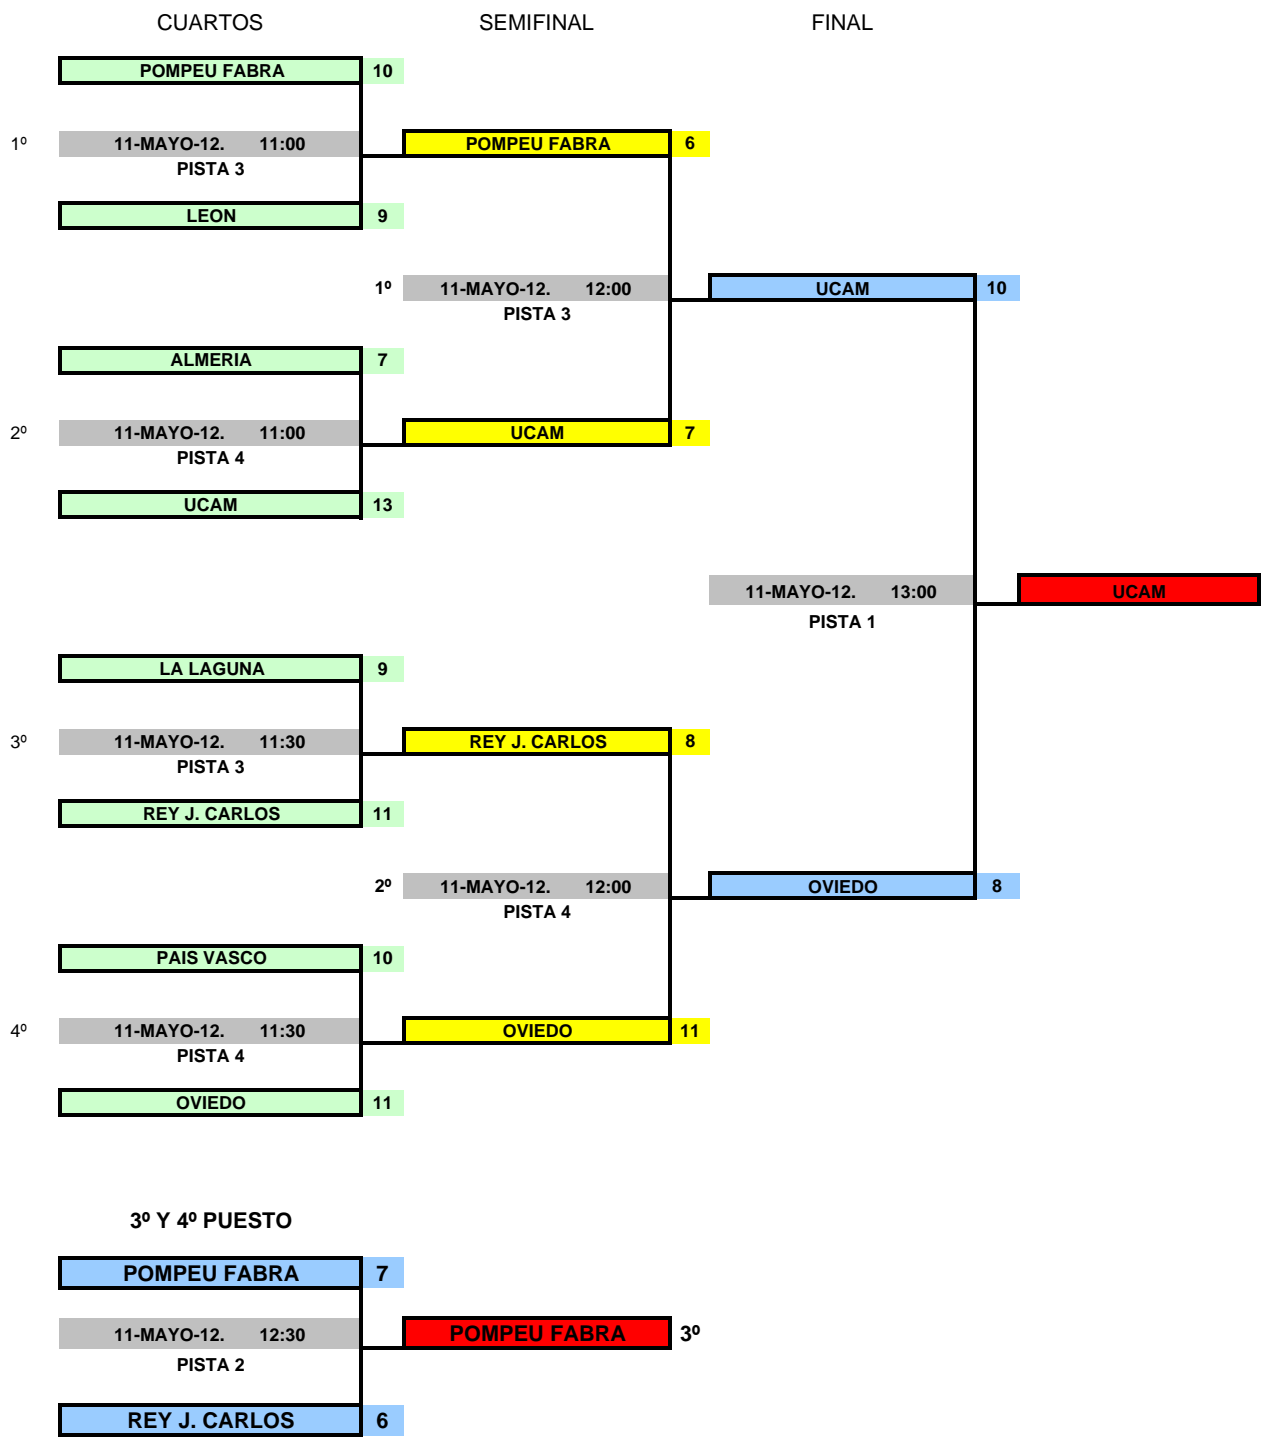 CUARTOS SEMIFINAL FINAL
POMPEU FABRA 10
1º 11-MAYO-12. 11:00 POMPEU FABRA 6
PISTA 3
LEON 9
1º 11-MAYO-12. 12:00 UCAM 10
PISTA 3
ALMERIA 7
2º 11-MAYO-12. 11:00 UCAM 7
PISTA 4
UCAM 13
11-MAYO-12. 13:00 UCAM
PISTA 1
LA LAGUNA 9
3º 11-MAYO-12. 11:30 REY J. CARLOS 8
PISTA 3
REY J. CARLOS 11
2º 11-MAYO-12. 12:00 OVIEDO 8
PISTA 4
PAIS VASCO 10
4º 11-MAYO-12. 11:30 OVIEDO 11
PISTA 4
OVIEDO 11
3º Y 4º PUESTO
POMPEU FABRA 7
11-MAYO-12. 12:30 POMPEU FABRA 3º
PISTA 2
REY J. CARLOS 6